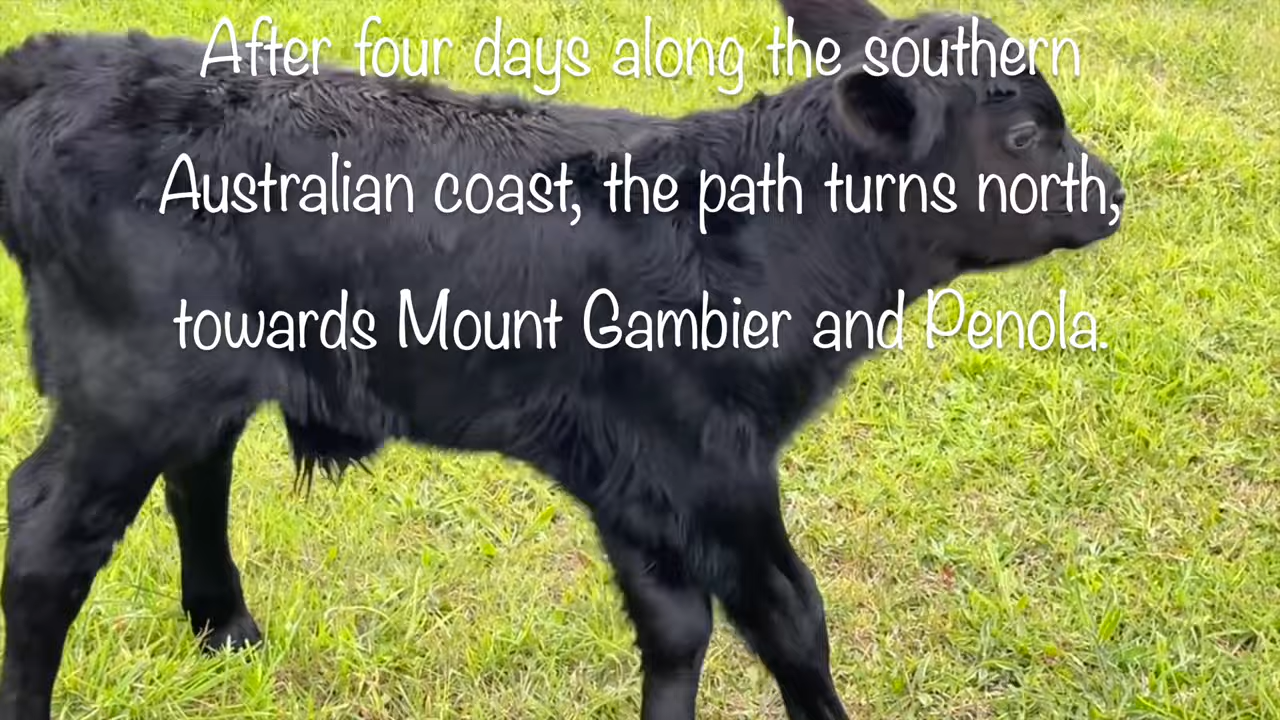 After four days along the southern
Australian coast, the path turns north,
towards Mount Gambier and Penola.